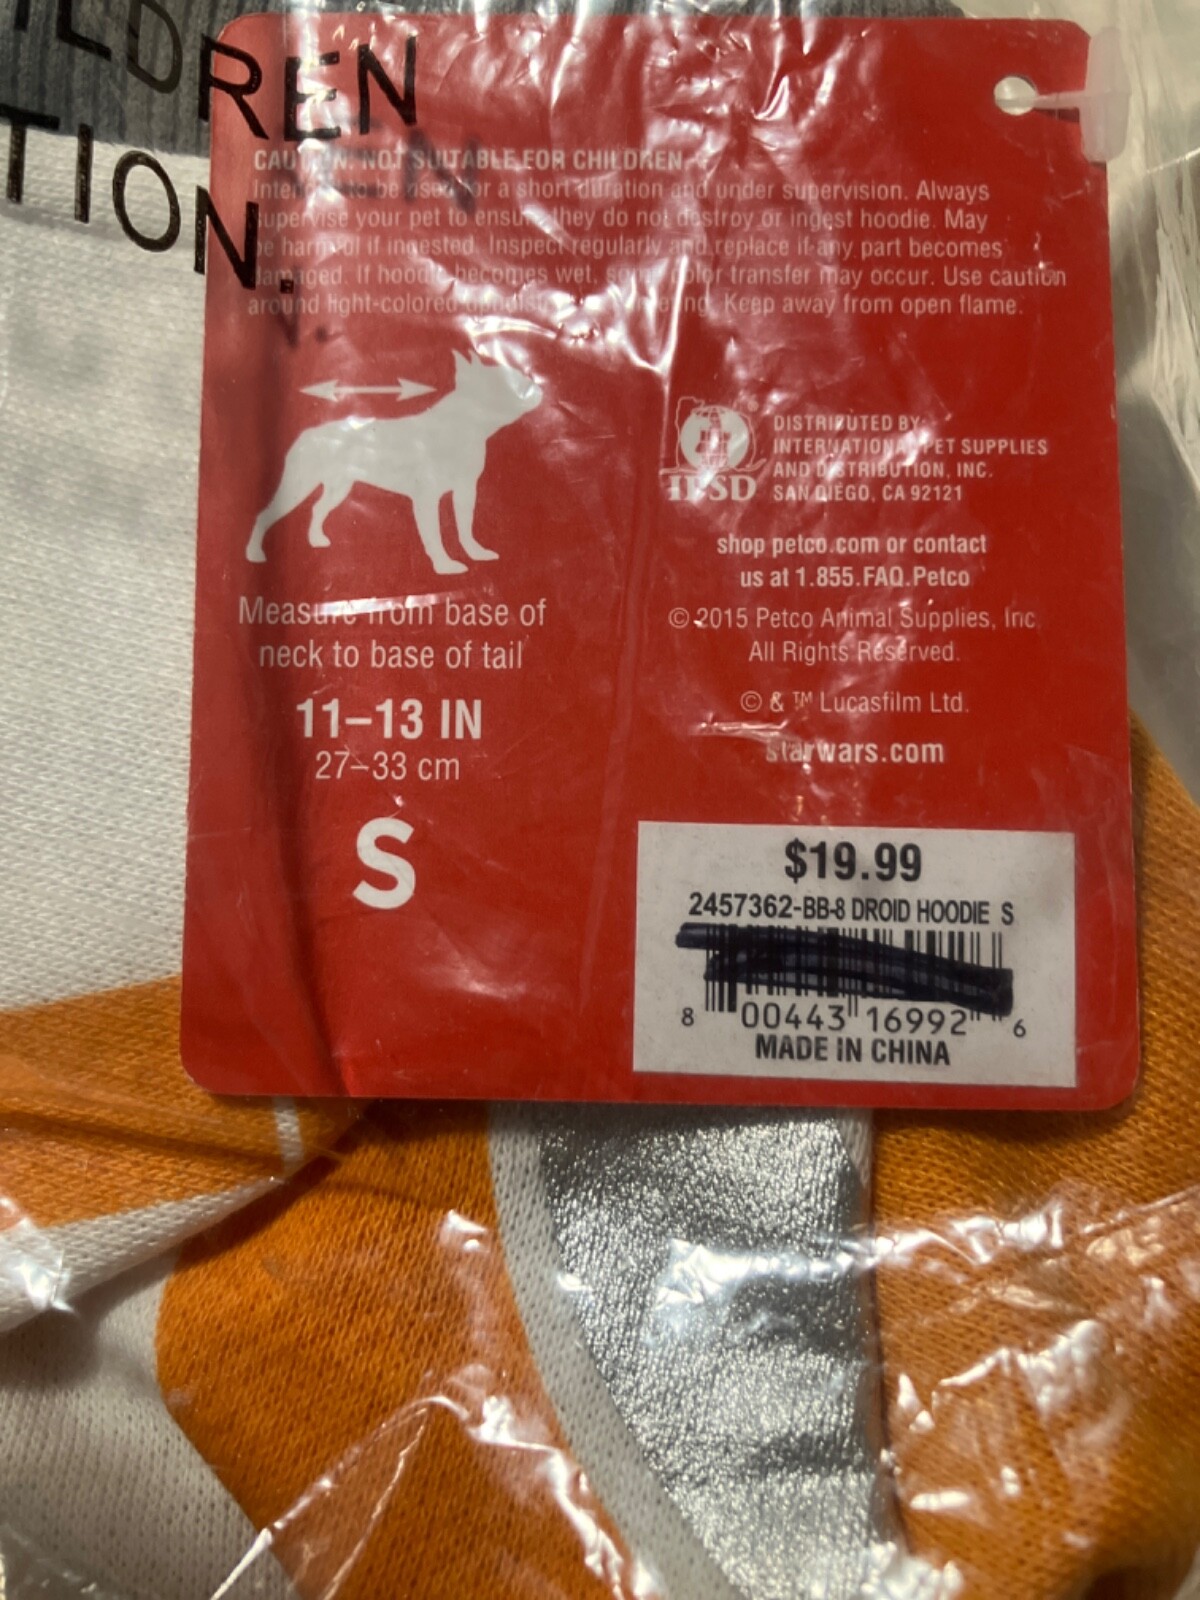 ILDREN
TION.
CAUTION: NOT SUITABLE FOR CHILDREN.
Intended to be used for a short duration and under supervision. Always
supervise your pet to ensure they do not destroy or ingest hoodie. May
be harmful if ingested. Inspect regularly and replace if any part becomes
damaged. If hoodie becomes wet, some color transfer may occur. Use caution
around light-colored Keep away from open flame.
Measure from base of
neck to base of tail
11–13 IN
27–33 cm
S
IPSD
DISTRIBUTED BY:
INTERNATIONAL PET SUPPLIES
AND DISTRIBUTION, INC.
SAN DIEGO, CA 92121
shop petco.com or contact
us at 1.855.FAQ.Petco
© 2015 Petco Animal Supplies, Inc.
All Rights Reserved.
© & ™ Lucasfilm Ltd.
starwars.com
$19.99
2457362-BB-8 DROID HOODIE S
8 00443 16992 6
MADE IN CHINA